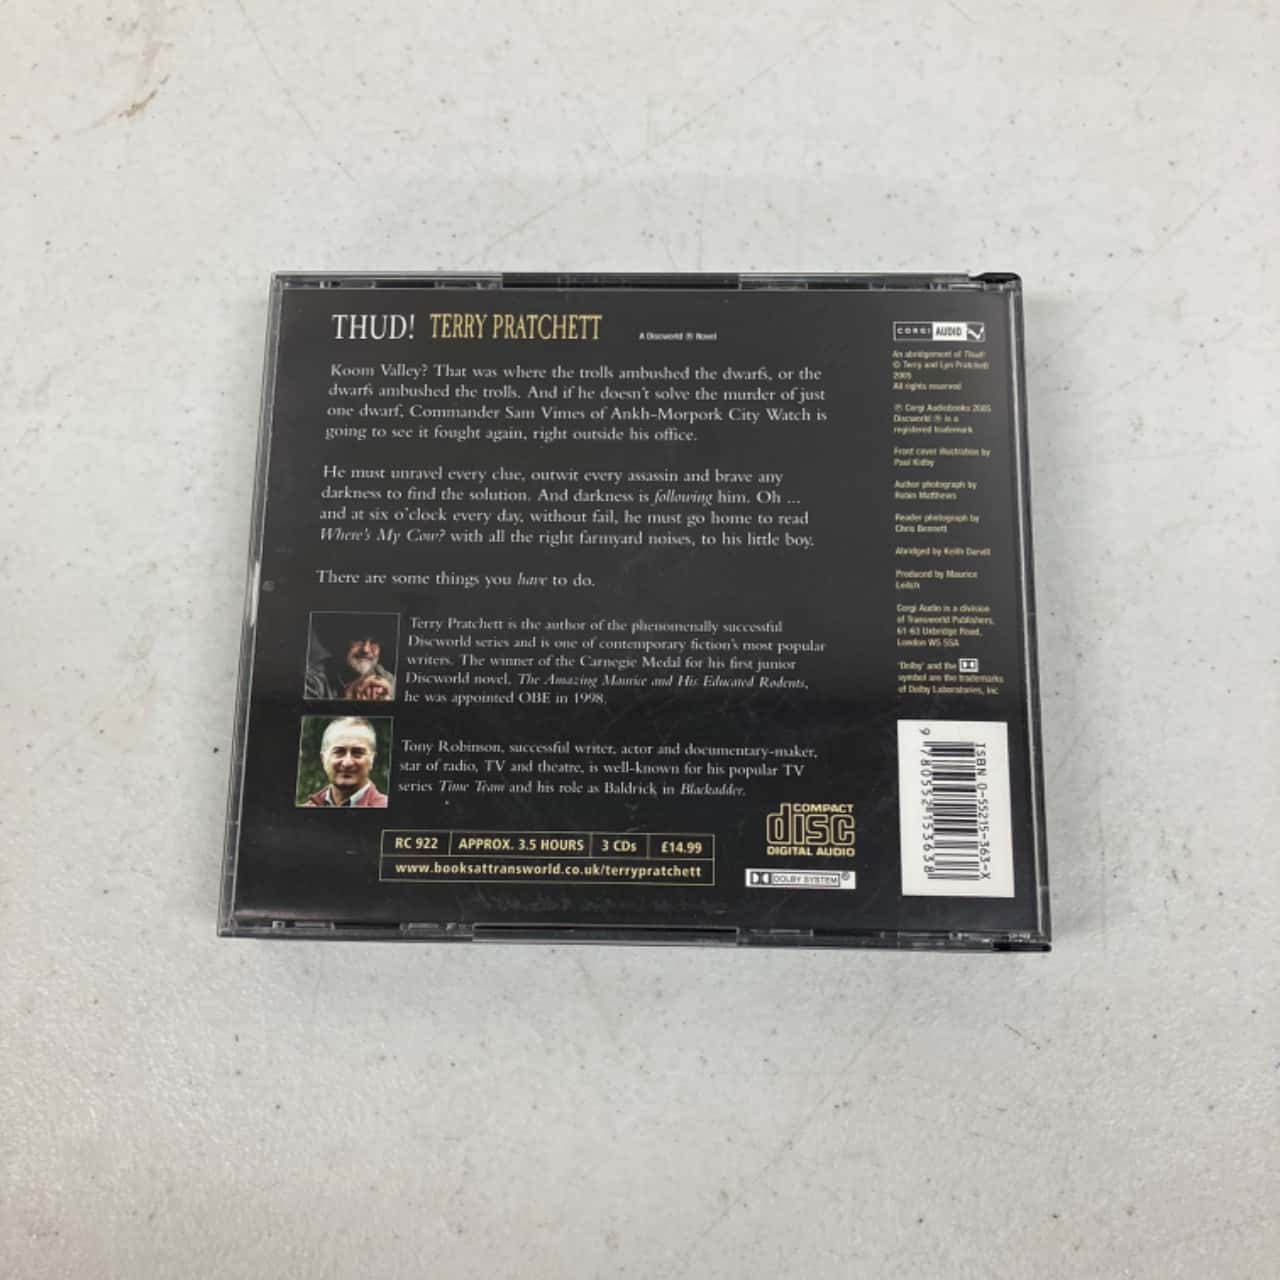 THUD! TERRY PRATCHETT A Discworld ® Novel
Koom Valley? That was where the trolls ambushed the dwarfs, or the
dwarfs ambushed the trolls. And if he doesn't solve the murder of just
one dwarf, Commander Sam Vimes of Ankh-Morpork City Watch is
going to see it fought again, right outside his office.
He must unravel every clue, outwit every assassin and brave any
darkness to find the solution. And darkness is following him. Oh ...
and at six o'clock every day, without fail, he must go home to read
Where's My Cow? with all the right farmyard noises, to his little boy.
There are some things you have to do.
Terry Pratchett is the author of the phenomenally successful
Discworld series and is one of contemporary fiction's most popular
writers. The winner of the Carnegie Medal for his first junior
Discworld novel, The Amazing Maurice and His Educated Rodents,
he was appointed OBE in 1998.
Tony Robinson, successful writer, actor and documentary-maker,
star of radio, TV and theatre, is well-known for his popular TV
series Time Team and his role as Baldrick in Blackadder.
RC 922 APPROX. 3.5 HOURS 3 CDs £14.99
www.booksattransworld.co.uk/terrypratchett
COMPACT
disc
DIGITAL AUDIO
DOLBY SYSTEM ®
CORGI AUDIO
An abridgement of Thud!
© Terry and Lyn Pratchett
2005
All rights reserved
℗ Corgi Audiobooks 2005
Discworld ® is a
registered trademark
Front cover illustration by
Paul Kidby
Author photograph by
Robin Matthews
Reader photograph by
Chris Bennett
Abridged by Keith Darvill
Produced by Maurice
Leitch
Corgi Audio is a division
of Transworld Publishers,
61-63 Uxbridge Road,
London W5 5SA
'Dolby' and the
symbol are the trademarks
of Dolby Laboratories, Inc
ISBN 0-55215-363-X
9 780552 153638